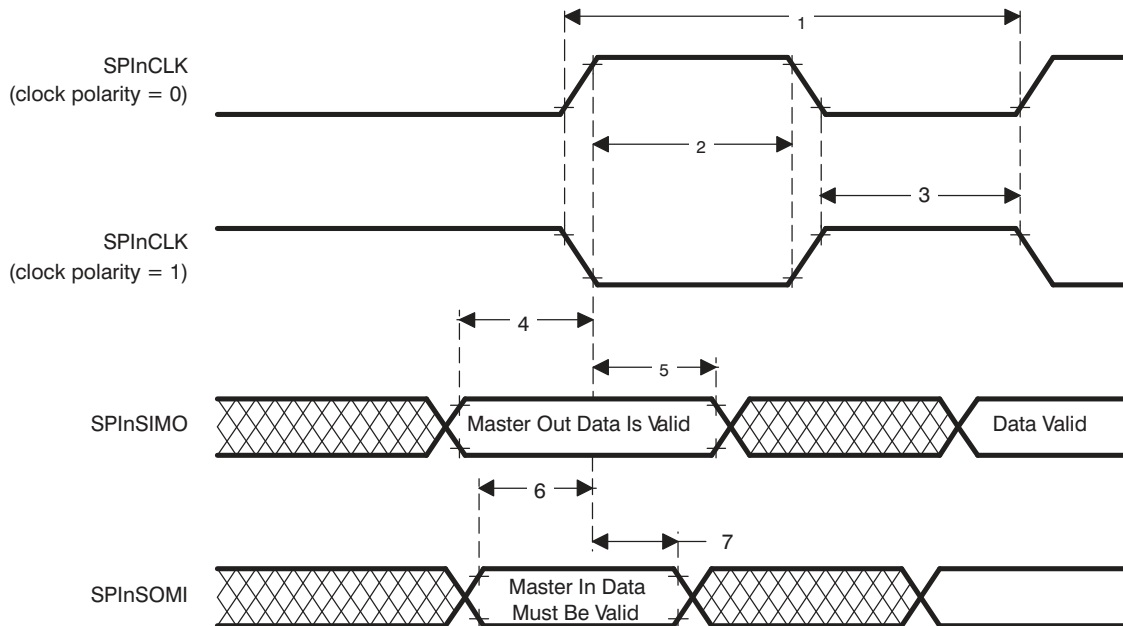 1
SPInCLK
(clock polarity = 0)
2
3
SPInCLK
(clock polarity = 1)
4
5
SPInSIMO
Master Out Data Is Valid
Data Valid
6
7
SPInSOMI
Master In Data
Must Be Valid